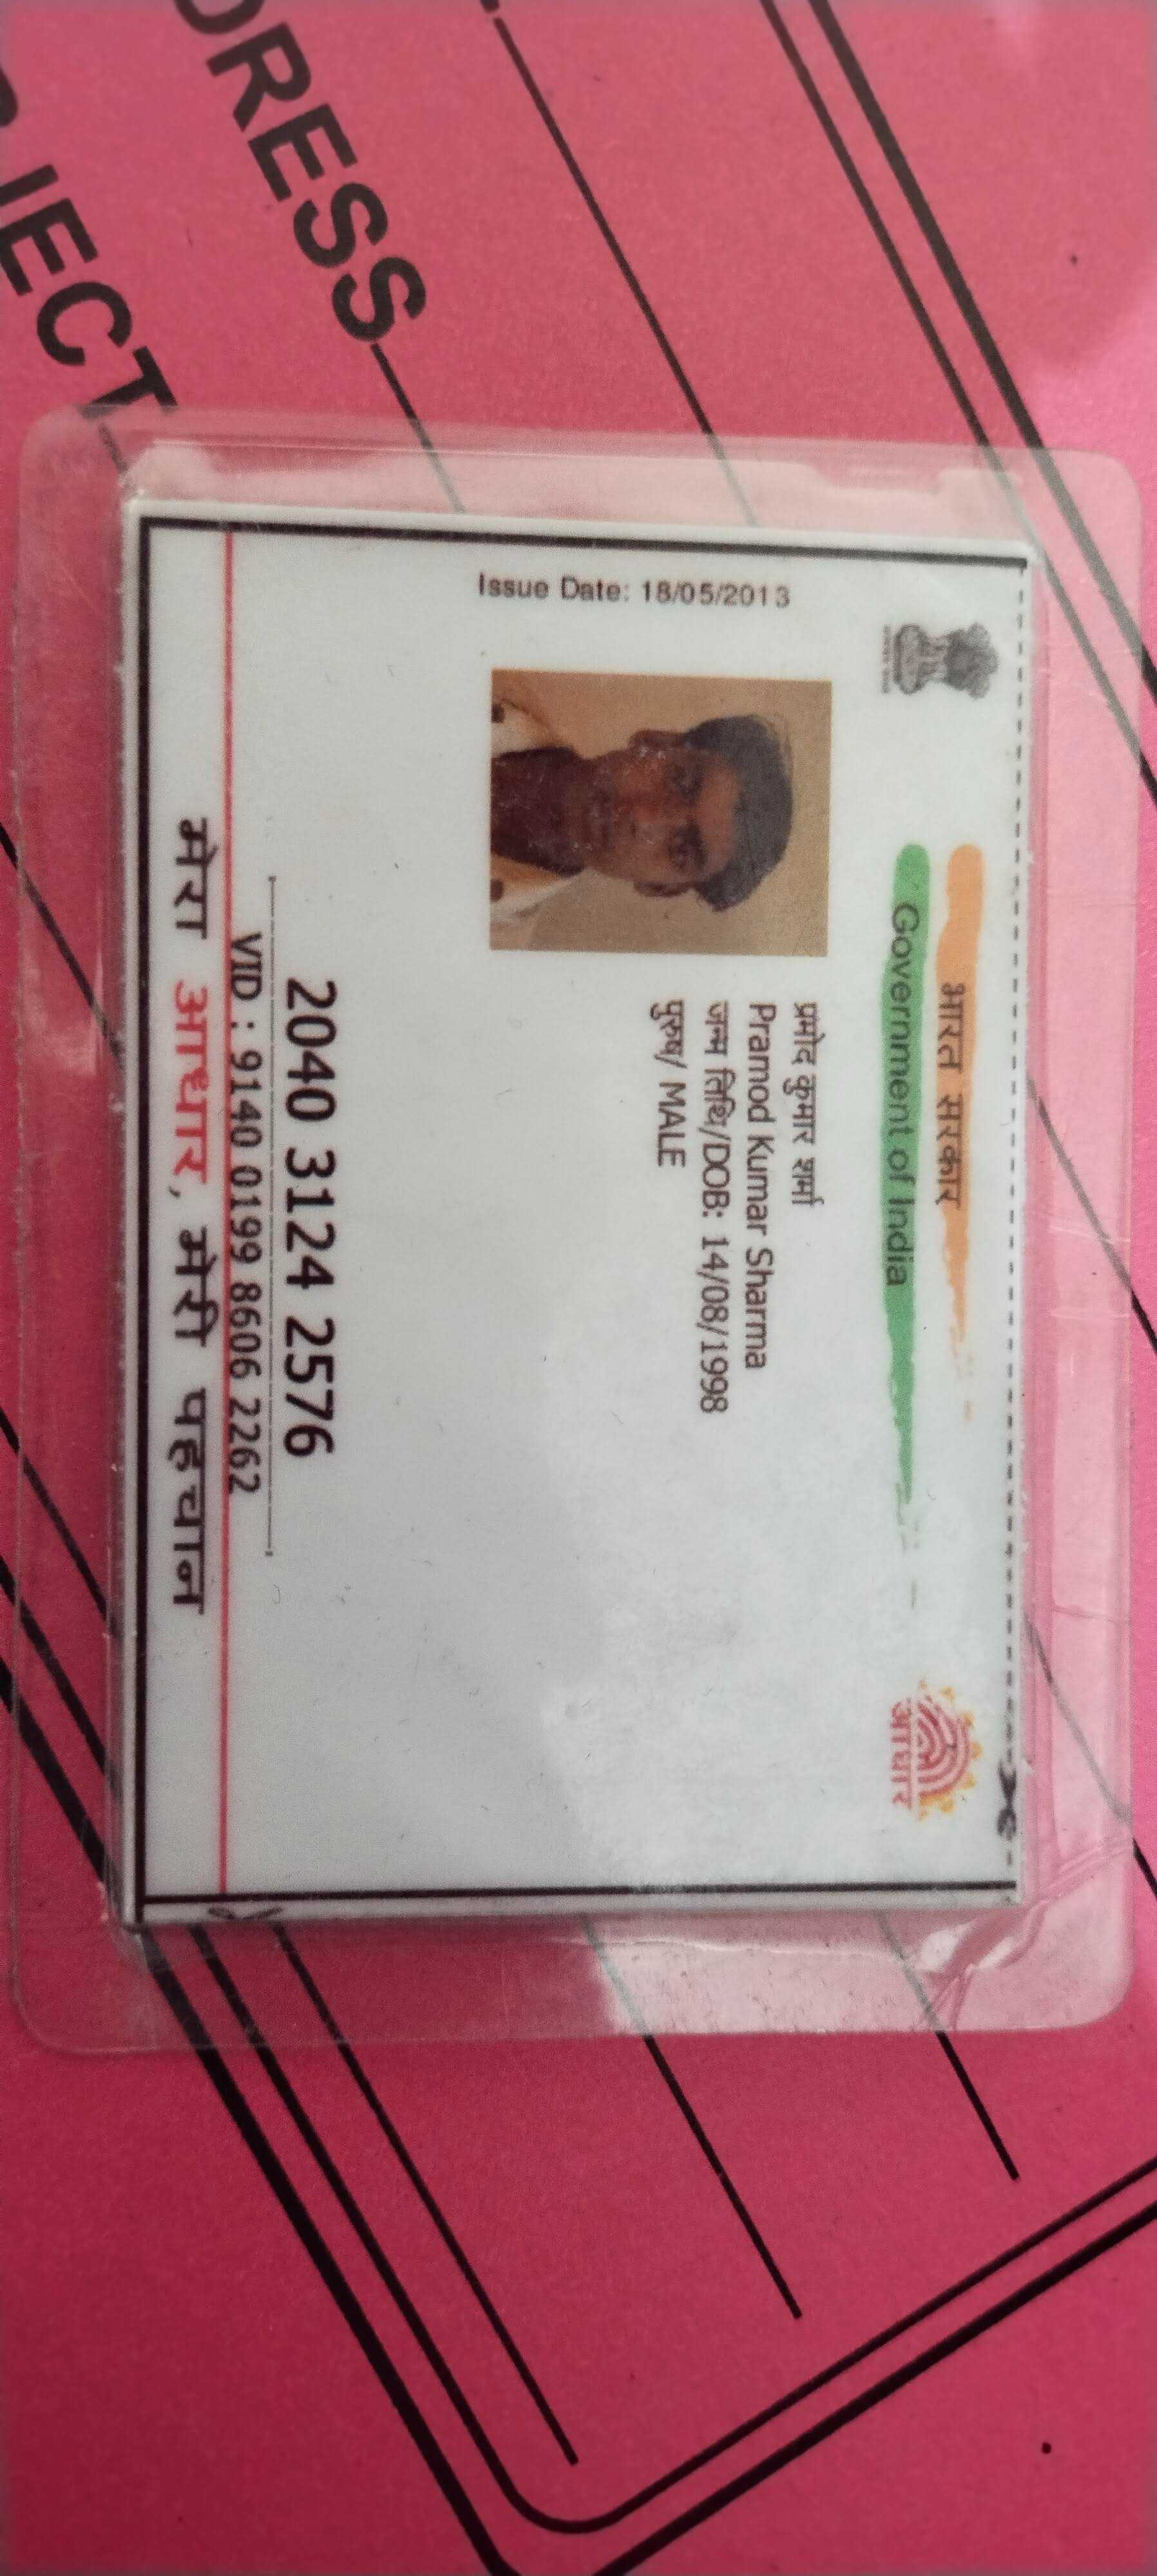 DRESS
JECT
भारत सरकार
Government of India
आधार
Issue Date: 18/05/2013
प्रमोद कुमार शर्मा
Pramod Kumar Sharma
जन्म तिथि/DOB: 14/08/1998
पुरुष/ MALE
2040 3124 2576
VID : 9140 0199 8606 2262
मेरा आधार, मेरी पहचान